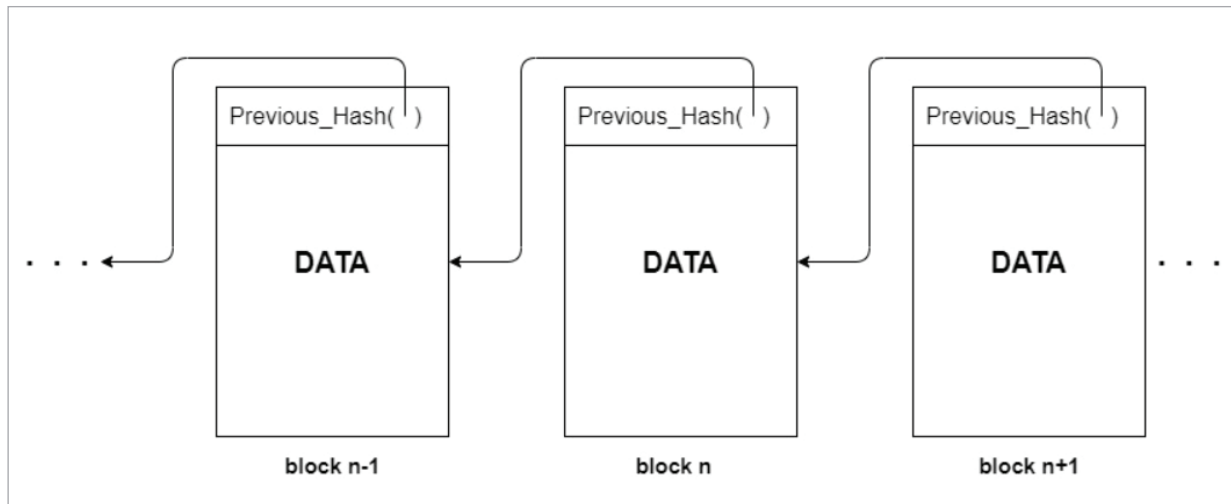 Previous_Hash( ) Previous_Hash( ) Previous_Hash( )
. . . DATA DATA DATA . . .
block n-1 block n block n+1